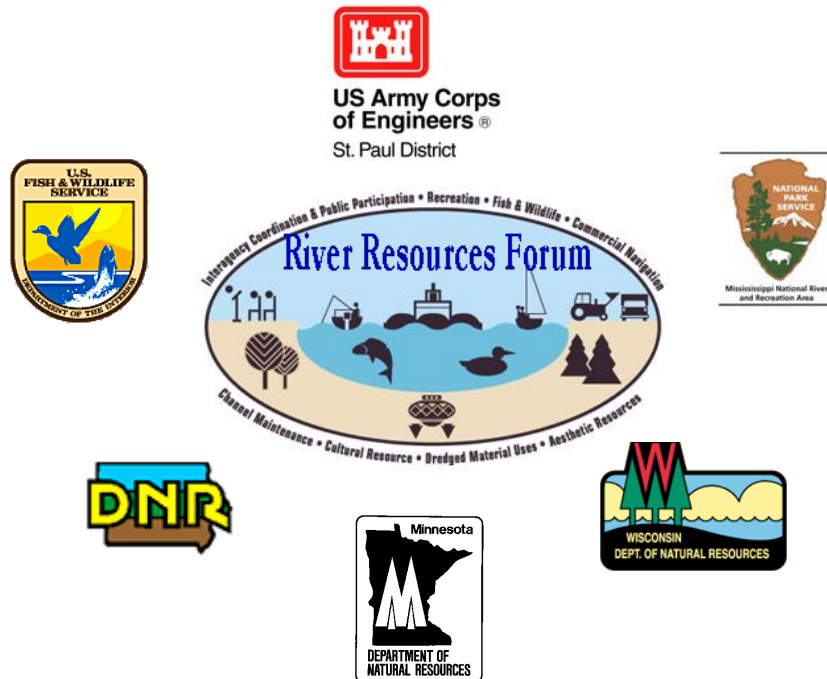 US Army Corps
of Engineers ®
St. Paul District
U.S.
FISH & WILDLIFE
SERVICE
DEPARTMENT OF THE INTERIOR
NATIONAL
PARK
SERVICE
Mississippi National River
and Recreation Area
Interagency Coordination & Public Participation • Recreation • Fish & Wildlife • Commercial Navigation
River Resources Forum
Channel Maintenance • Cultural Resource • Dredged Material Uses • Aesthetic Resources
DNR
W
WISCONSIN
DEPT. OF NATURAL RESOURCES
Minnesota
M
DEPARTMENT OF
NATURAL RESOURCES